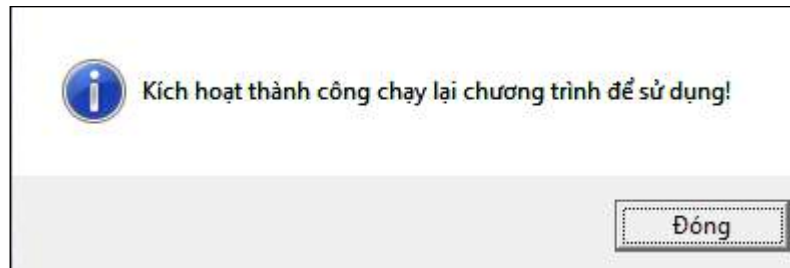 Kích hoạt thành công chạy lại chương trình để sử dụng!
Đóng